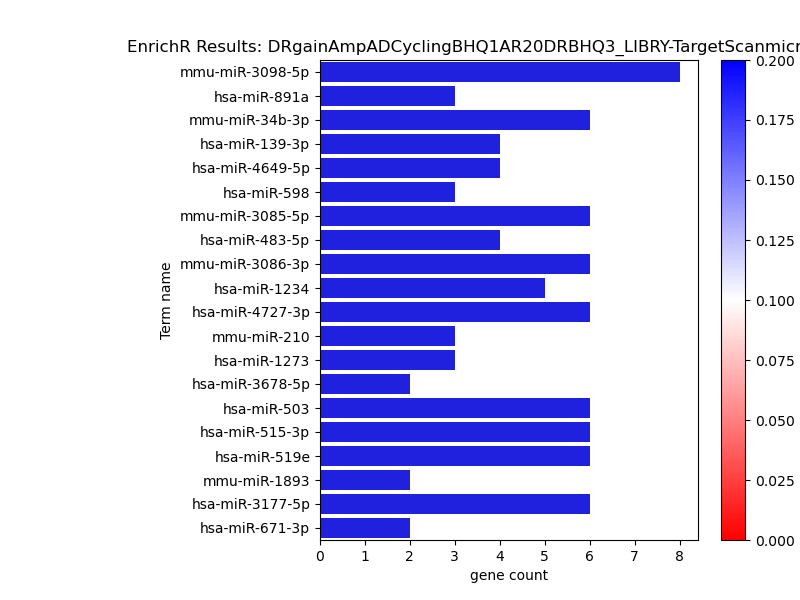 EnrichR Results: DRgainAmpADCyclingBHQ1AR20DRBHQ3_LIBRY-TargetScanmicr
mmu-miR-3098-5p
hsa-miR-891a
mmu-miR-34b-3p
hsa-miR-139-3p
hsa-miR-4649-5p
hsa-miR-598
mmu-miR-3085-5p
hsa-miR-483-5p
mmu-miR-3086-3p
hsa-miR-1234
hsa-miR-4727-3p
mmu-miR-210
hsa-miR-1273
hsa-miR-3678-5p
hsa-miR-503
hsa-miR-515-3p
hsa-miR-519e
mmu-miR-1893
hsa-miR-3177-5p
hsa-miR-671-3p
Term name
0 1 2 3 4 5 6 7 8
gene count
0.200
0.175
0.150
0.125
0.100
0.075
0.050
0.025
0.000